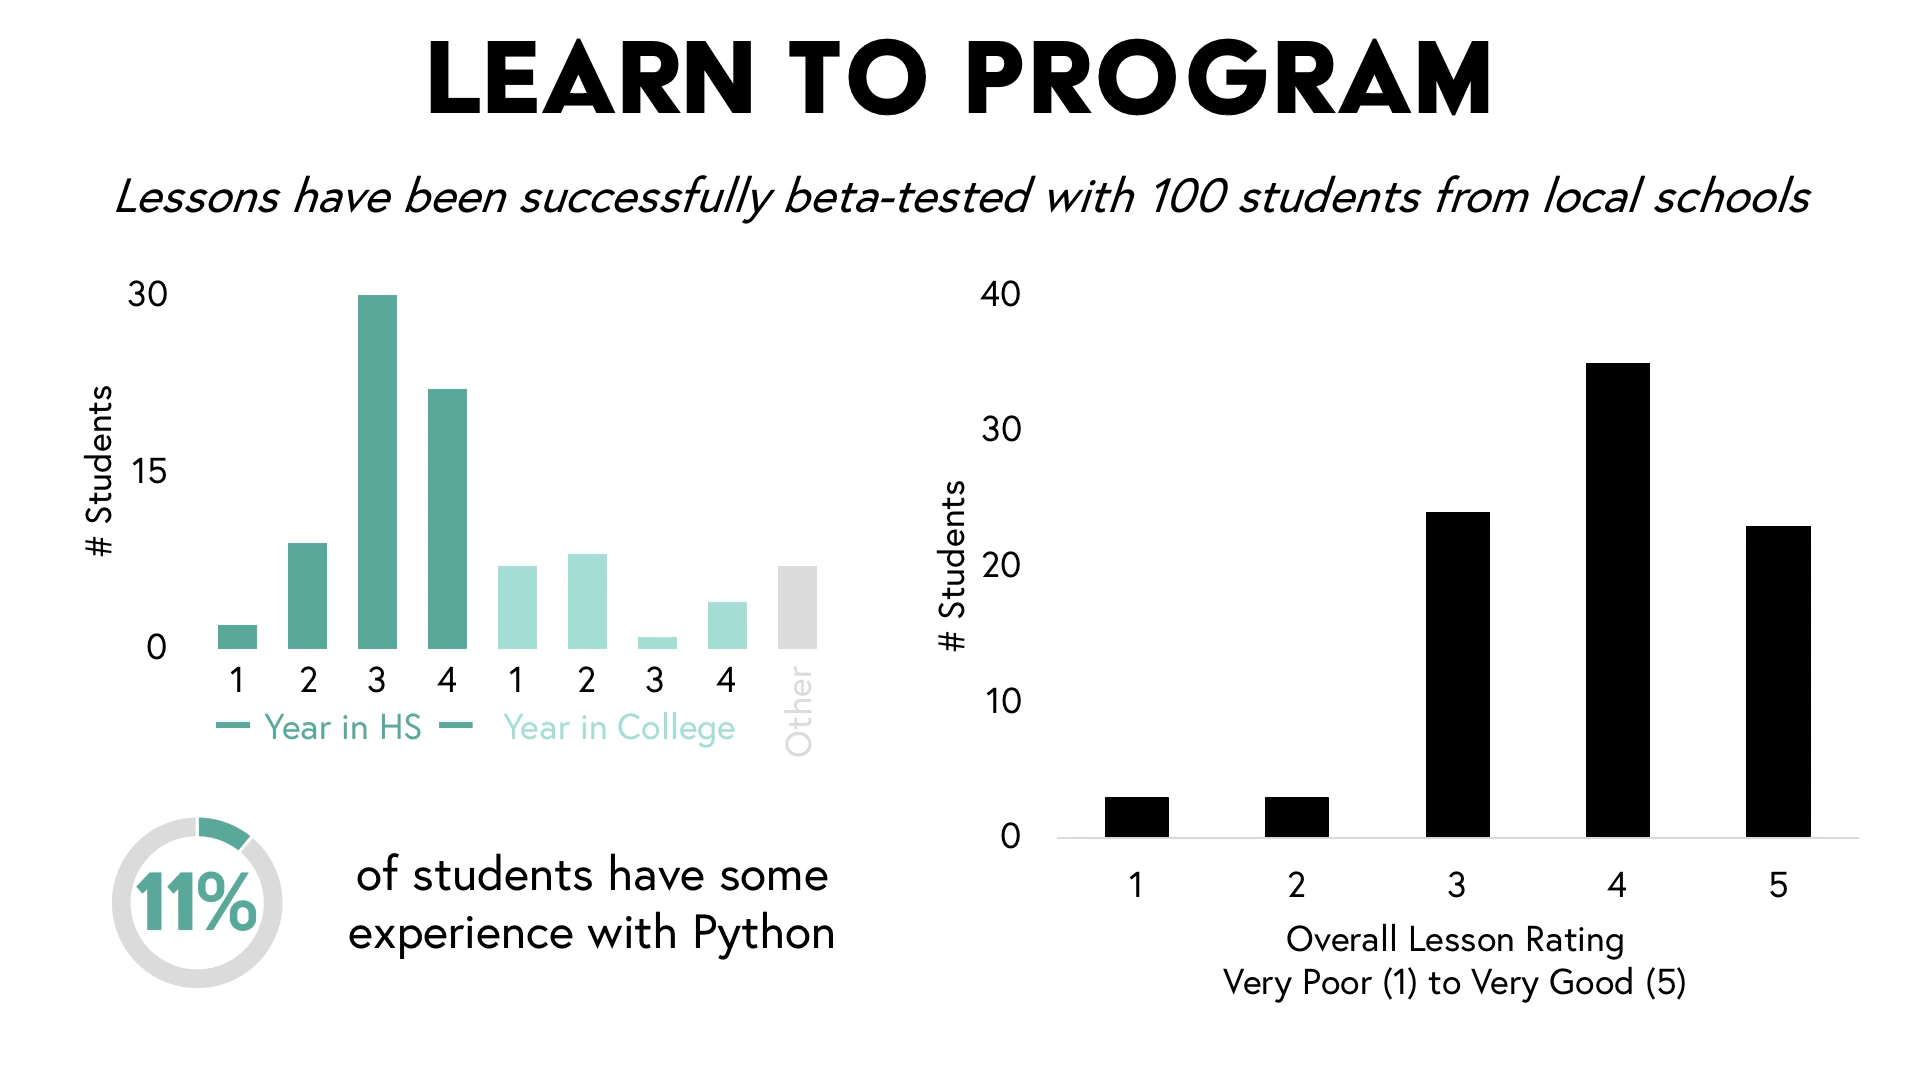 LEARN TO PROGRAM
Lessons have been successfully beta-tested with 100 students from local schools
30
15
0
# Students
1 2 3 4 1 2 3 4 Other
Year in HS Year in College
11%
of students have some
experience with Python
40
30
20
10
0
# Students
1 2 3 4 5
Overall Lesson Rating
Very Poor (1) to Very Good (5)